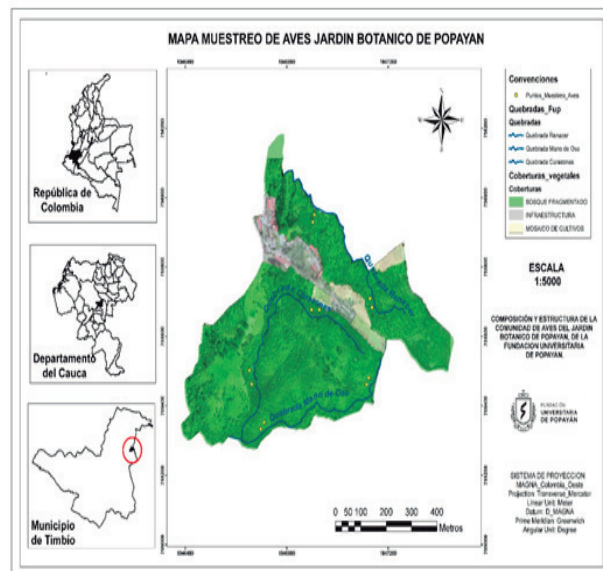 MAPA MUESTREO DE AVES JARDIN BOTANICO DE POPAYAN
República de
Colombia
Departamento
del Cauca
Municipio
de Timbío
Quebrada Mano de Oso
0 50 100 200 300 400
Metros
Convenciones
Puntos_Muestreo_Aves
Quebradas_Fup
Quebradas
Quebrada Renacer
Quebrada Mano de Oso
Quebrada Corazones
Coberturas_vegetales
Coberturas
BOSQUE FRAGMENTADO
INFRAESTRUCTURA
MOSAICO DE CULTIVOS
ESCALA
1:5000
COMPOSICIÓN Y ESTRUCTURA DE LA
COMUNIDAD DE AVES DEL JARDIN
BOTANICO DE POPAYAN, DE LA
FUNDACION UNIVERSITARIA
DE POPAYAN.
FUNDACIÓN
UNIVERSITARIA
DE POPAYÁN
SISTEMA DE PROYECCION
MAGNA_Colombia_Oeste
Projection: Transverse_Mercator
Linear Unit: Meter
Datum: D_MAGNA
Prime Meridian: Greenwich
Angular Unit: Degree